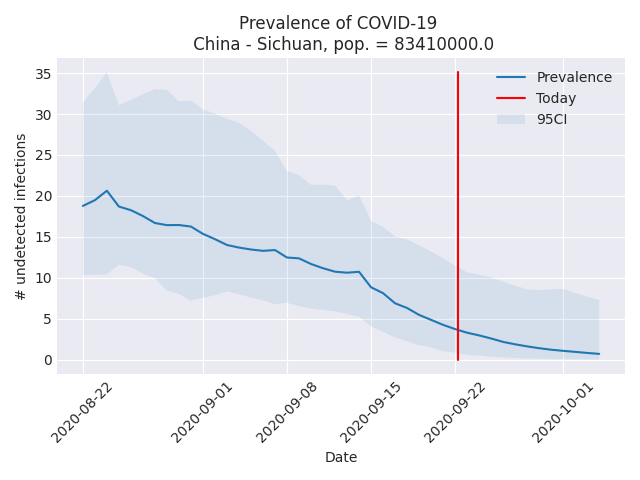 Prevalence of COVID-19
China - Sichuan, pop. = 83410000.0
# undetected infections
35
30
25
20
15
10
5
0
Prevalence
Today
95CI
2020-08-22
2020-09-01
2020-09-08
2020-09-15
2020-09-22
2020-10-01
Date